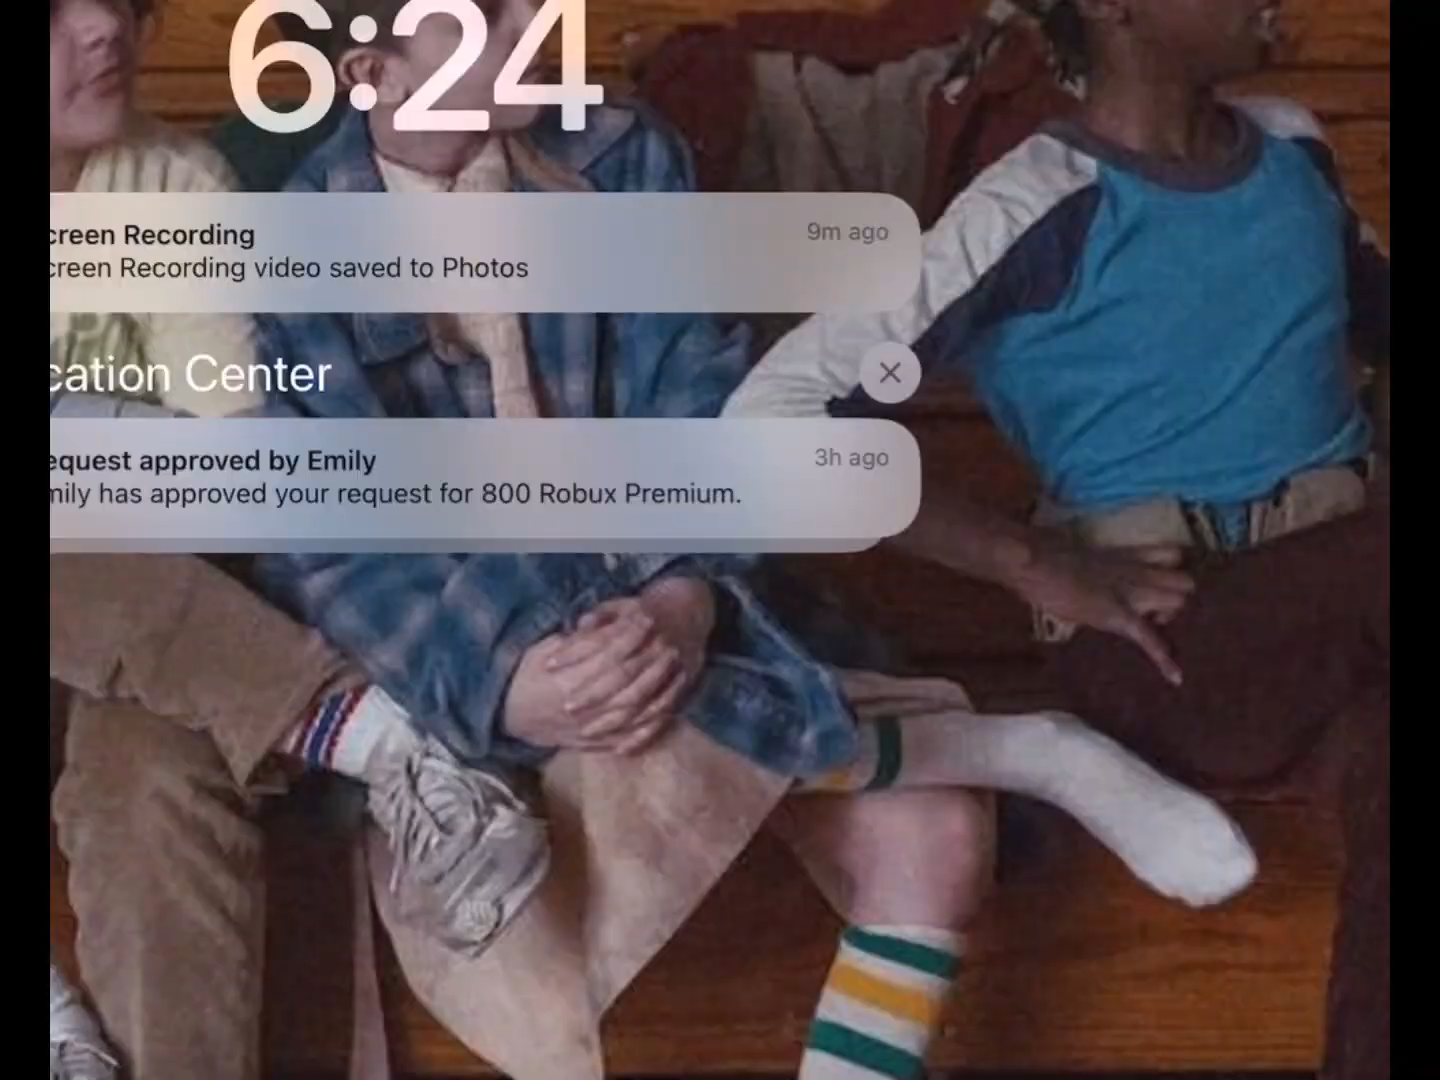 6:24
creen Recording
9m ago
creen Recording video saved to Photos
cation Center
equest approved by Emily
3h ago
mily has approved your request for 800 Robux Premium.